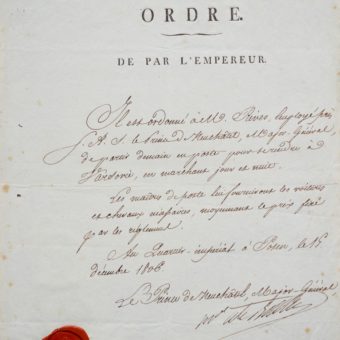 ORDRE.
DE PAR L'EMPEREUR.
Il est ordonné à M. Rives, employé près
S. A. S. le Prince de Neuchâtel, Major-Général
de partir demain en poste pour se rendre à
Varsovie, en marchant jour et nuit.
Les maîtres de poste lui fourniront les voitures
et chevaux nécessaires, moyennant le prix fixé
par les réglemens.
Au Quartier-impérial à Posen, le 15
décembre 1806.
Le Prince de Neuchâtel, Major-Général